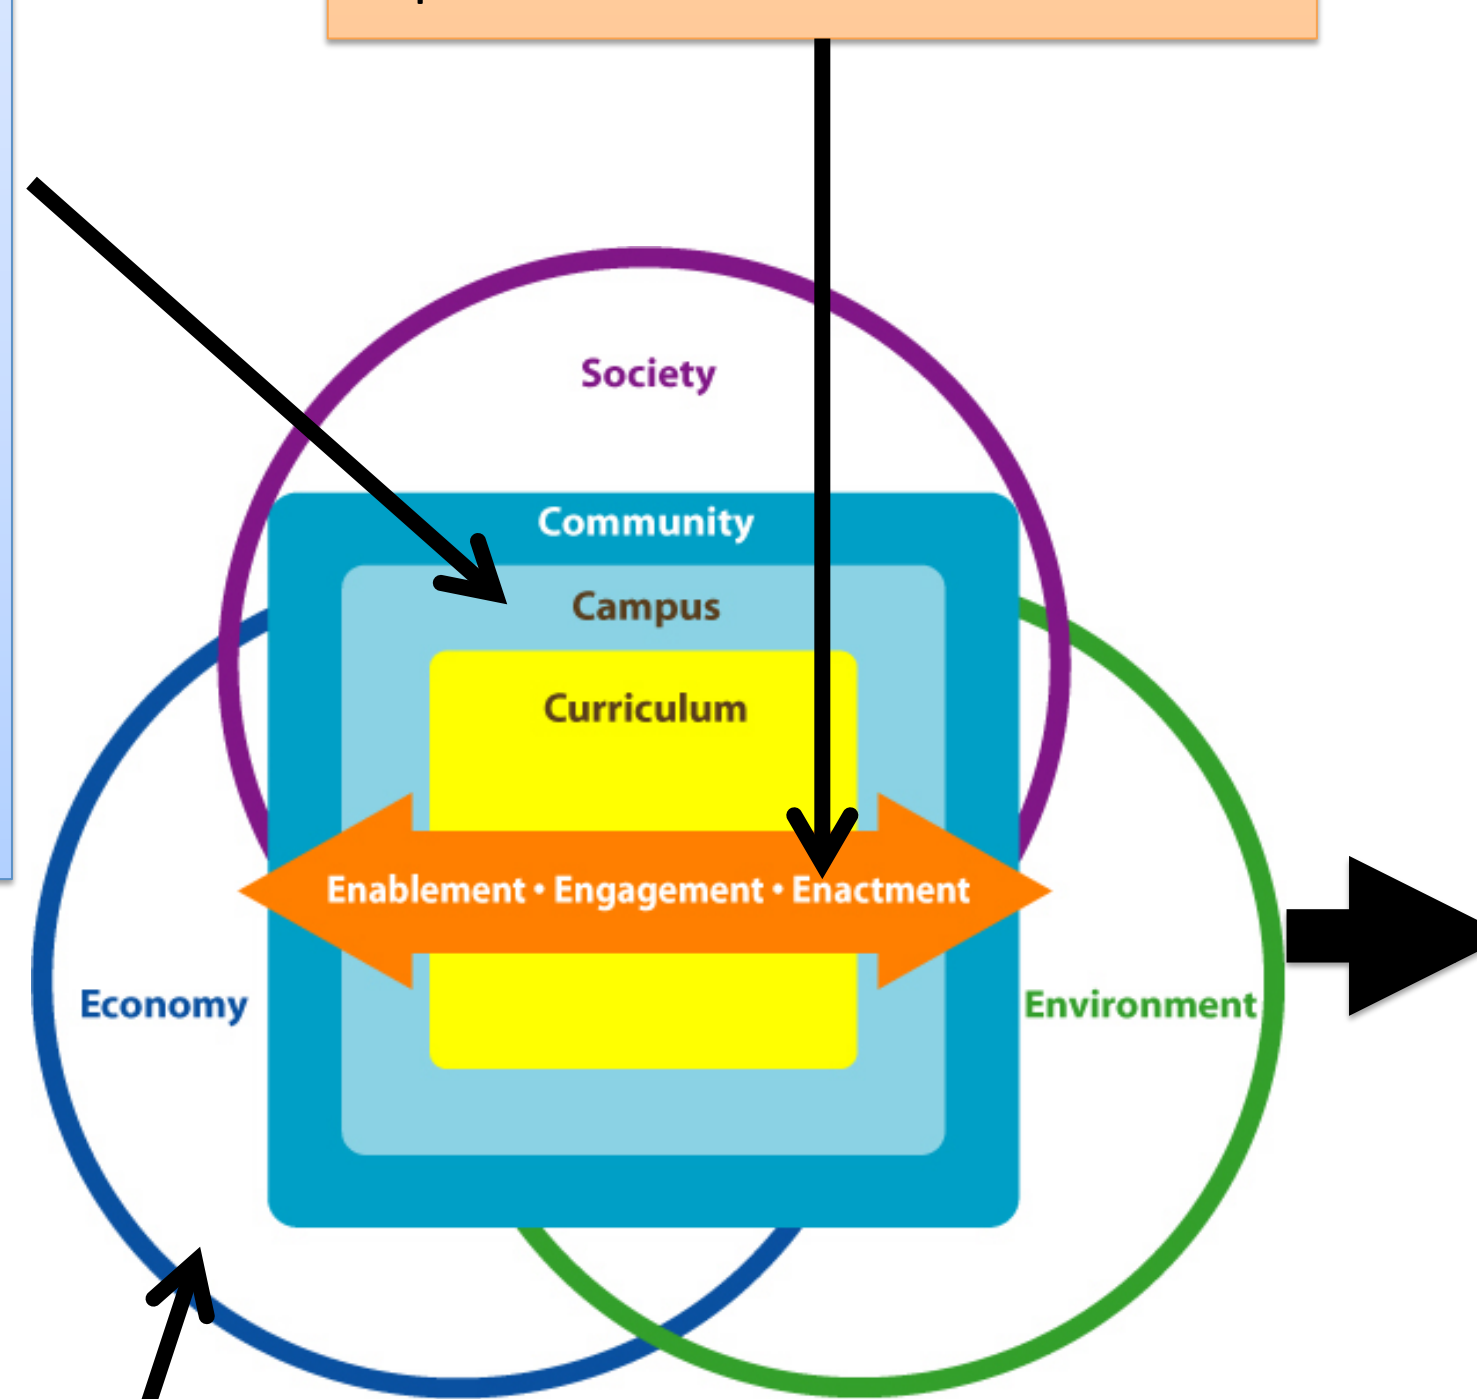 Society
Community
Campus
Curriculum
Enablement • Engagement • Enactment
Economy
Environment